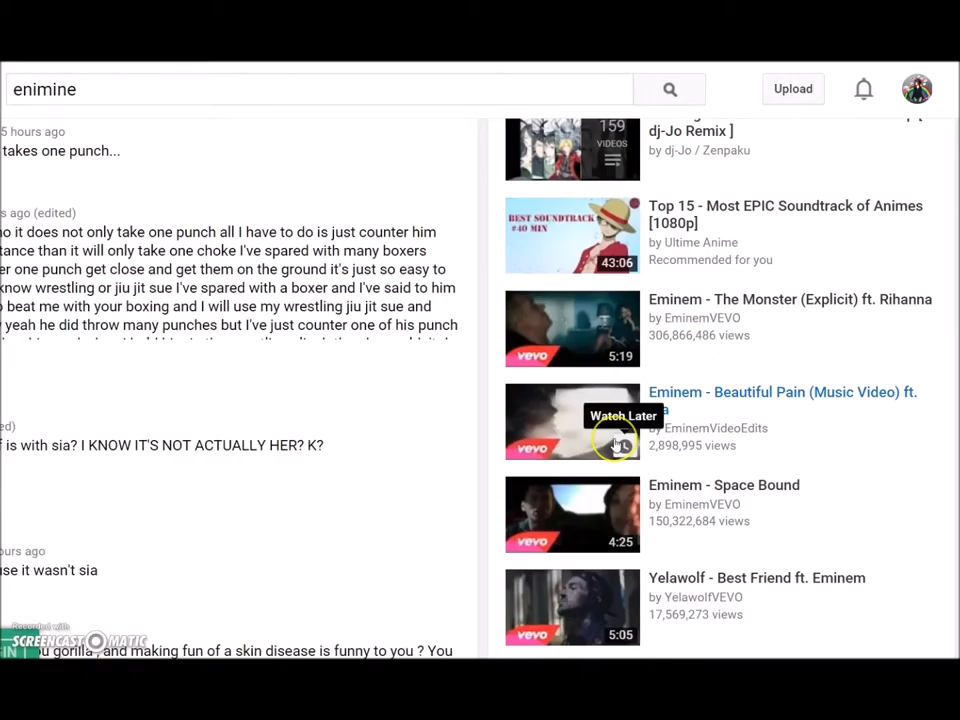 enimine
Upload
5 hours ago
takes one punch...
s ago (edited)
o it does not only take one punch all I have to do is just counter him
tance than it will only take one choke I've spared with many boxers
er one punch get close and get them on the ground it's just so easy to
know wrestling or jiu jit sue I've spared with a boxer and I've said to him
o beat me with your boxing and I will use my wrestling jiu jit sue and
yeah he did throw many punches but I've just counter one of his punch
ed)
f is with sia? I KNOW IT'S NOT ACTUALLY HER? K?
ours ago
use it wasn't sia
u gorilla , and making fun of a skin disease is funny to you ? You
Recorded with
SCREENCAST MATIC
IN
159
VIDEOS
dj-Jo Remix ]
by dj-Jo / Zenpaku
BEST SOUNDTRACK
#40 MIN
43:06
Top 15 - Most EPIC Soundtrack of Animes
[1080p]
by Ultime Anime
Recommended for you
vevo
5:19
Eminem - The Monster (Explicit) ft. Rihanna
by EminemVEVO
306,866,486 views
vevo
Watch Later
Eminem - Beautiful Pain (Music Video) ft.
a
by EminemVideoEdits
2,898,995 views
vevo
4:25
Eminem - Space Bound
by EminemVEVO
150,322,684 views
vevo
5:05
Yelawolf - Best Friend ft. Eminem
by YelawolfVEVO
17,569,273 views